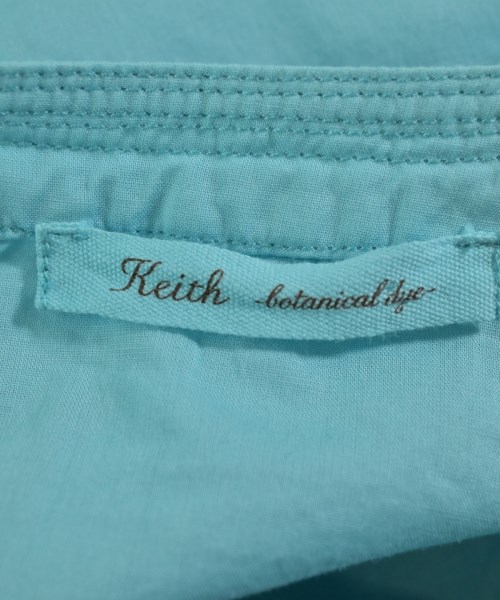 Keith -botanical dye-